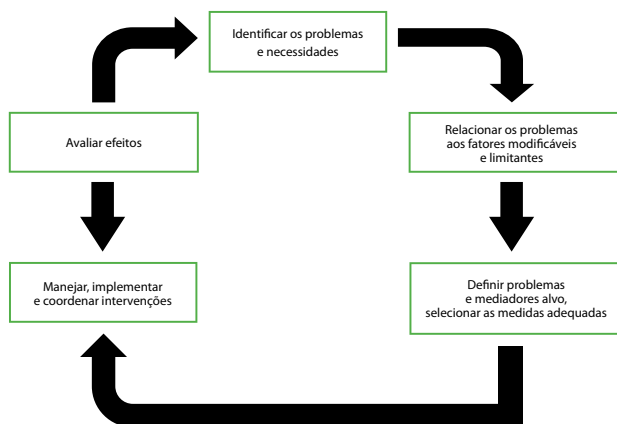 Identificar os problemas
e necessidades
Relacionar os problemas
aos fatores modificáveis
e limitantes
Definir problemas
e mediadores alvo,
selecionar as medidas adequadas
Manejar, implementar
e coordenar intervenções
Avaliar efeitos